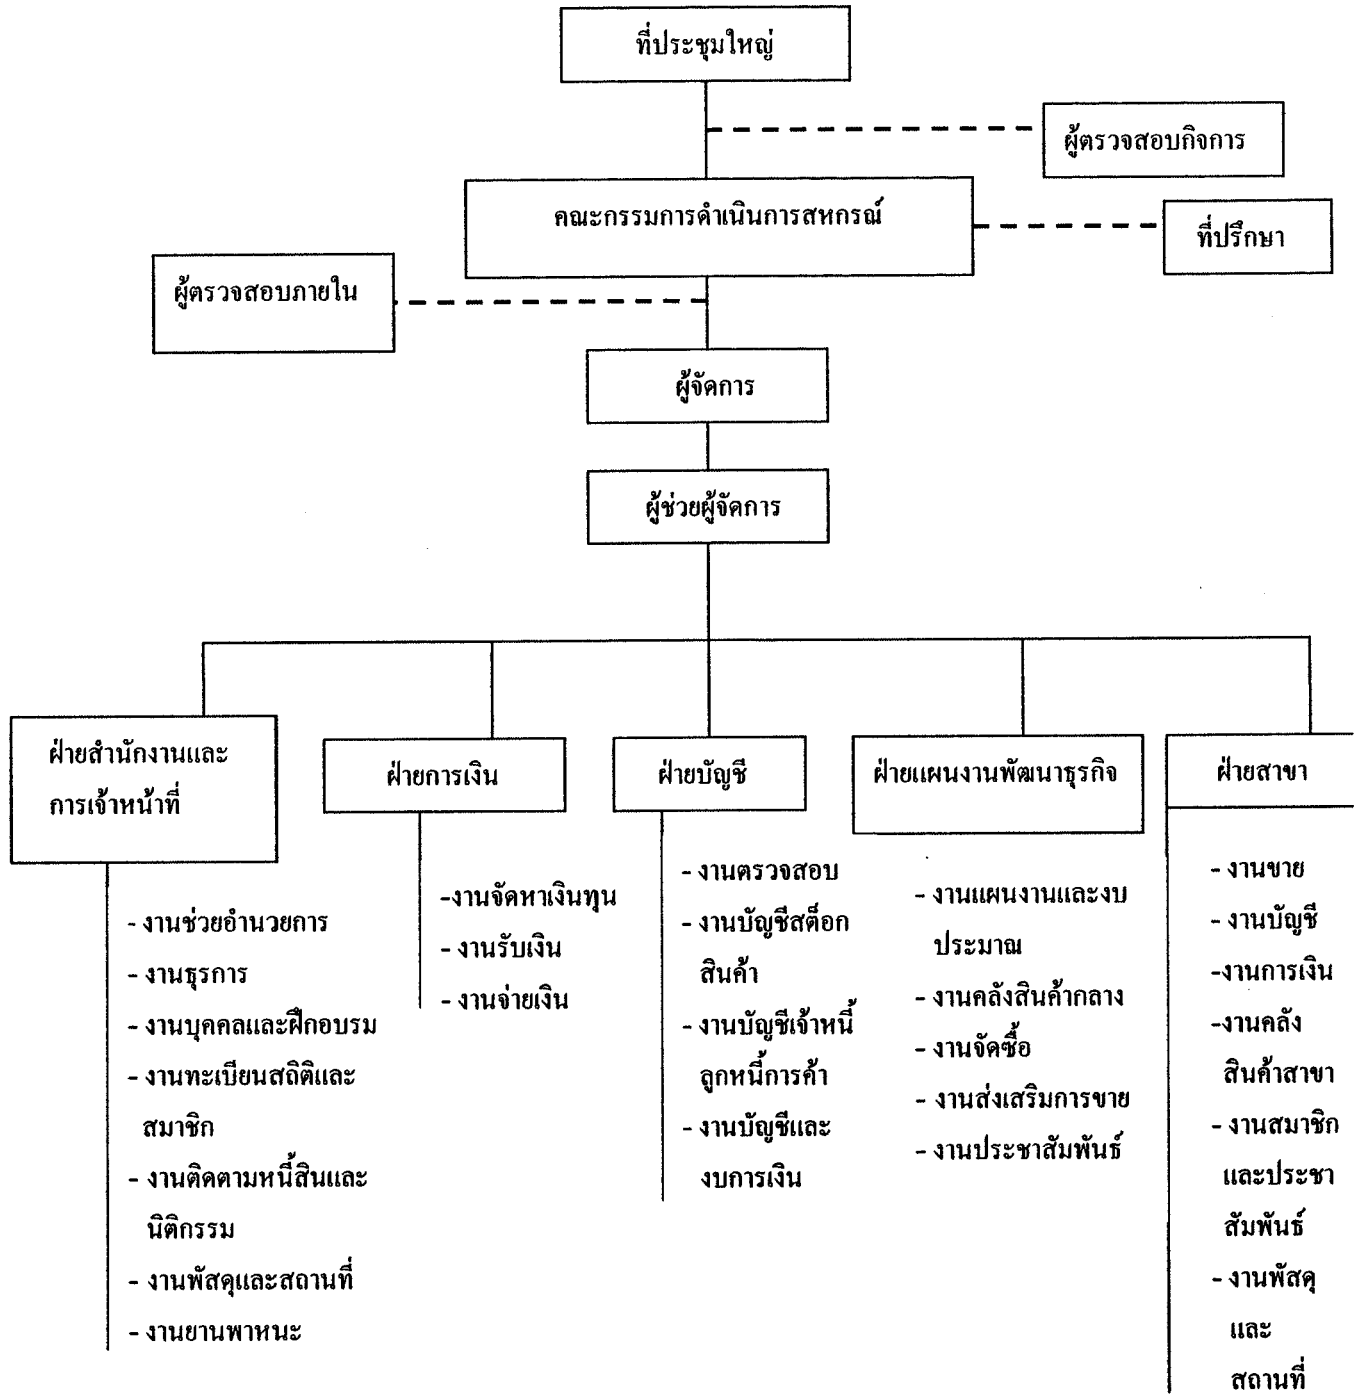 ที่ประชุมใหญ่
ผู้ตรวจสอบกิจการ
คณะกรรมการดำเนินการสหกรณ์
ที่ปรึกษา
ผู้ตรวจสอบภายใน
ผู้จัดการ
ผู้ช่วยผู้จัดการ
ฝ่ายสำนักงานและ
การเจ้าหน้าที่
- งานช่วยอำนวยการ
- งานธุรการ
- งานบุคคลและฝึกอบรม
- งานทะเบียนสถิติและ
สมาชิก
- งานติดตามหนี้สินและ
นิติกรรม
- งานพัสดุและสถานที่
- งานยานพาหนะ
ฝ่ายการเงิน
-งานจัดหาเงินทุน
- งานรับเงิน
- งานจ่ายเงิน
ฝ่ายบัญชี
- งานตรวจสอบ
- งานบัญชีสต็อก
สินค้า
- งานบัญชีเจ้าหนี้
ลูกหนี้การค้า
- งานบัญชีและ
งบการเงิน
ฝ่ายแผนงานพัฒนาธุรกิจ
- งานแผนงานและงบ
ประมาณ
- งานคลังสินค้ากลาง
- งานจัดซื้อ
- งานส่งเสริมการขาย
- งานประชาสัมพันธ์
ฝ่ายสาขา
- งานขาย
- งานบัญชี
-งานการเงิน
-งานคลัง
สินค้าสาขา
- งานสมาชิก
และประชา
สัมพันธ์
- งานพัสดุ
และ
สถานที่